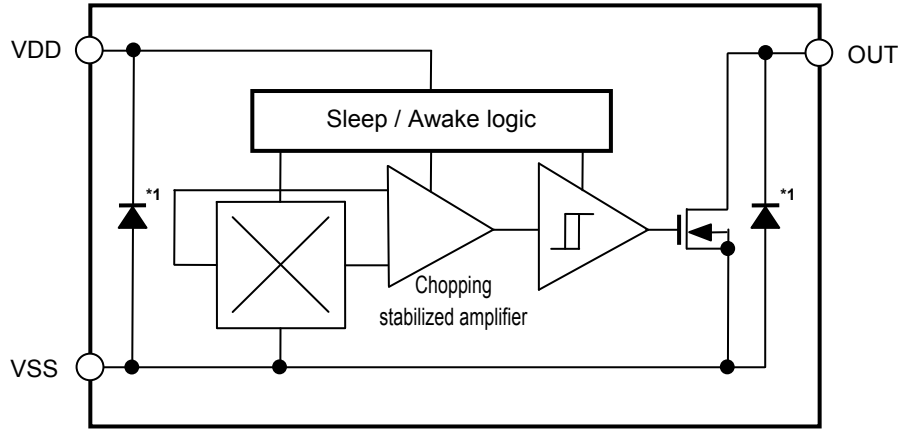 VDD
OUT
Sleep / Awake logic
*1
*1
Chopping
stabilized amplifier
VSS